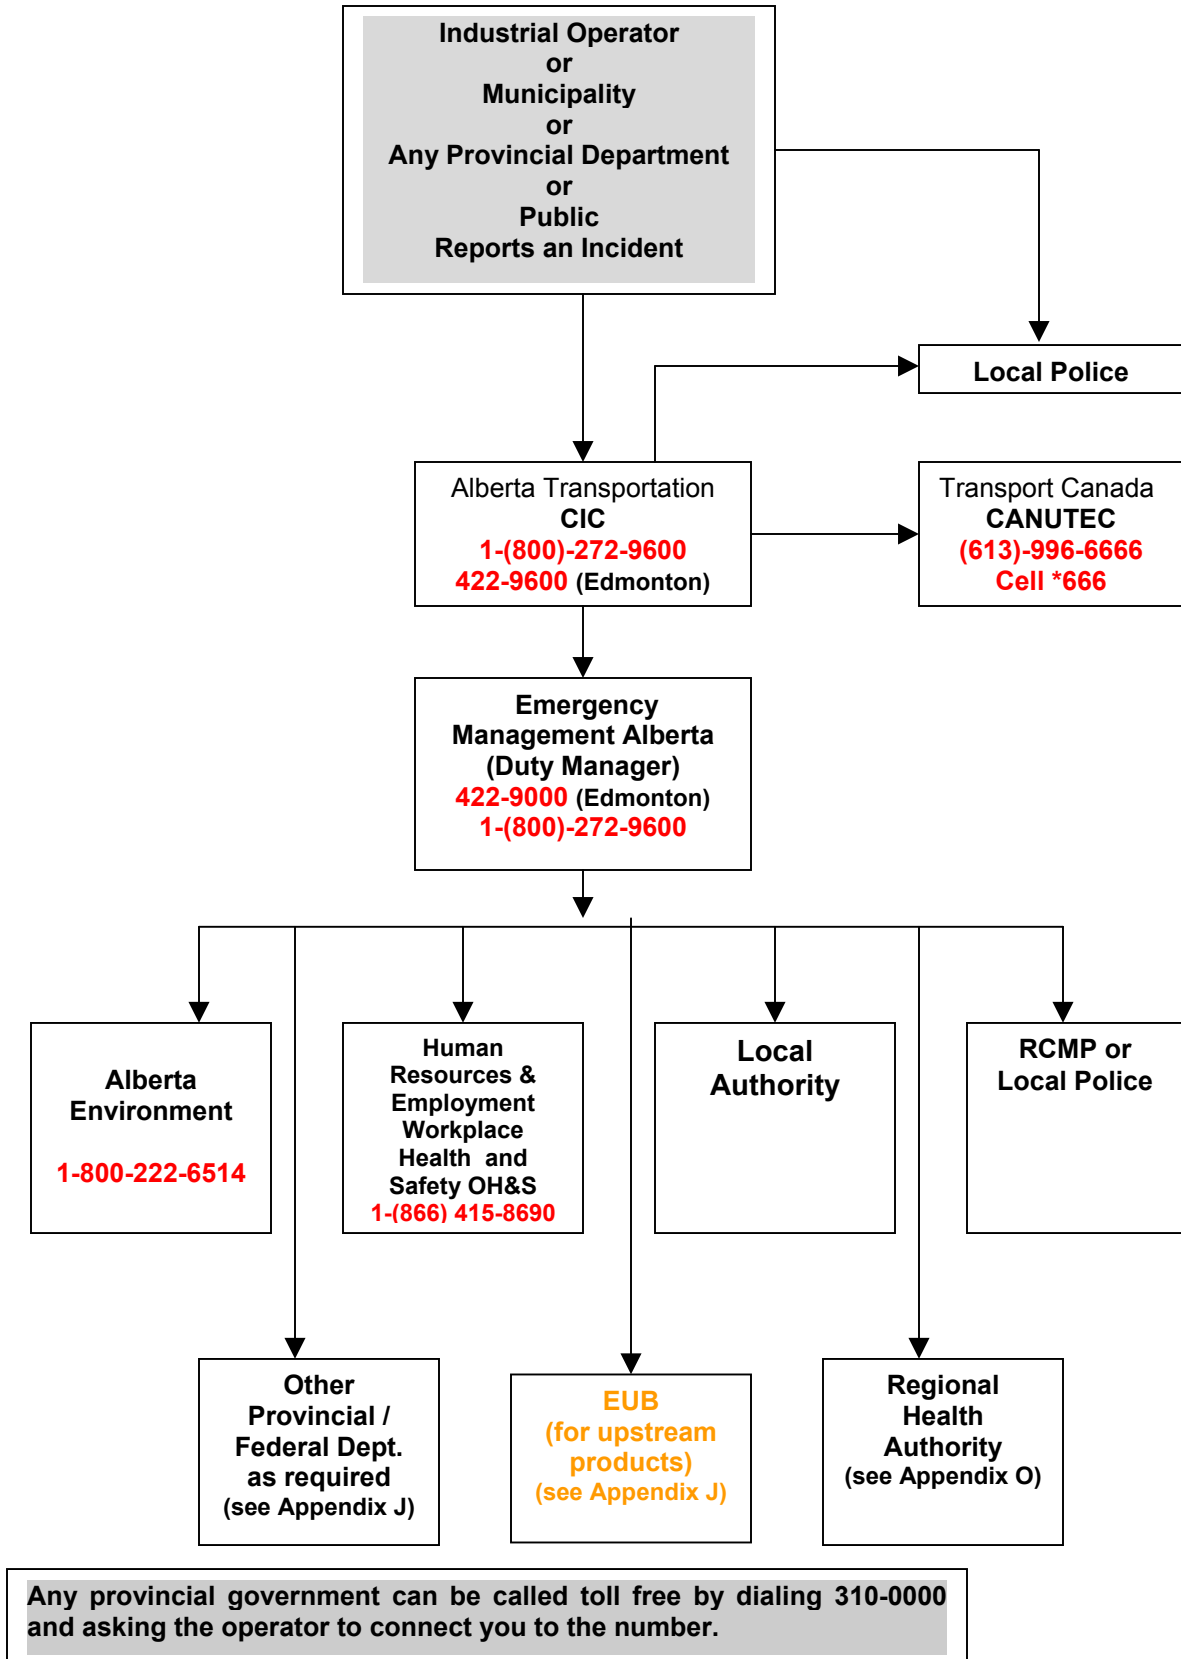 Industrial Operator
or
Municipality
or
Any Provincial Department
or
Public
Reports an Incident
Local Police
Alberta Transportation
CIC
1-(800)-272-9600
422-9600 (Edmonton)
Transport Canada
CANUTEC
(613)-996-6666
Cell *666
Emergency
Management Alberta
(Duty Manager)
422-9000 (Edmonton)
1-(800)-272-9600
Alberta
Environment
1-800-222-6514
Human
Resources &
Employment
Workplace
Health and
Safety OH&S
1-(866) 415-8690
Local
Authority
RCMP or
Local Police
Other
Provincial /
Federal Dept.
as required
(see Appendix J)
EUB
(for upstream
products)
(see Appendix J)
Regional
Health
Authority
(see Appendix O)
Any provincial government can be called toll free by dialing 310-0000
and asking the operator to connect you to the number.